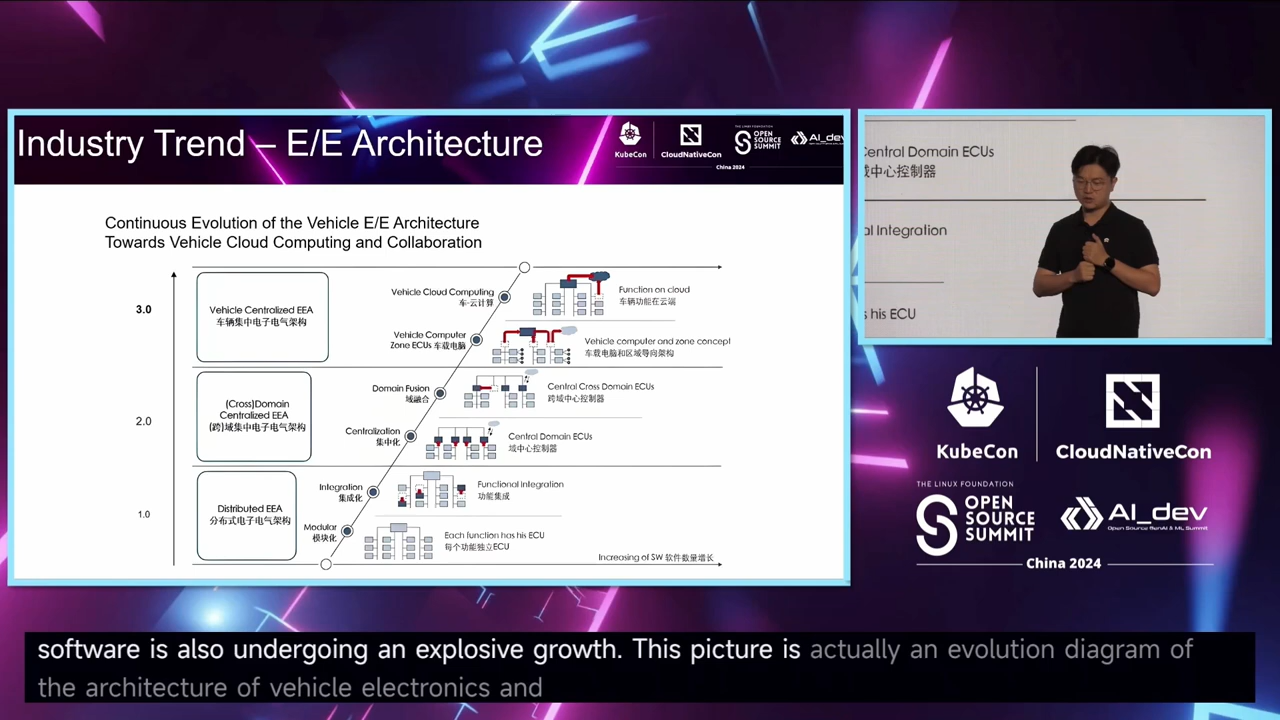 Industry Trend – E/E Architecture
KubeCon
CloudNativeCon
THE LINUX FOUNDATION
OPEN
SOURCE
SUMMIT
AI_dev
China 2024
Continuous Evolution of the Vehicle E/E Architecture
Towards Vehicle Cloud Computing and Collaboration
3.0
Vehicle Centralized EEA
车辆集中电子电气架构
Vehicle Cloud Computing
车-云计算
Function on cloud
车辆功能在云端
Vehicle Computer
Zone ECUs 车载电脑
Vehicle computer and zone concept
车载电脑和区域导向架构
2.0
(Cross)Domain
Centralized EEA
(跨)域集中电子电气架构
Domain Fusion
域融合
Central Cross Domain ECUs
跨域中心控制器
Centralization
集中化
Central Domain ECUs
域中心控制器
1.0
Distributed EEA
分布式电子电气架构
Integration
集成化
Functional Integration
功能集成
Modular
模块化
Each function has his ECU
每个功能独立ECU
Increasing of SW 软件数量增长
Central Domain ECUs
域中心控制器
al Integration
s his ECU
KubeCon
CloudNativeCon
THE LINUX FOUNDATION
OPEN
SOURCE
SUMMIT
AI_dev
Open Source GenAI & ML Summit
China 2024
software is also undergoing an explosive growth. This picture is actually an evolution diagram of
the architecture of vehicle electronics and